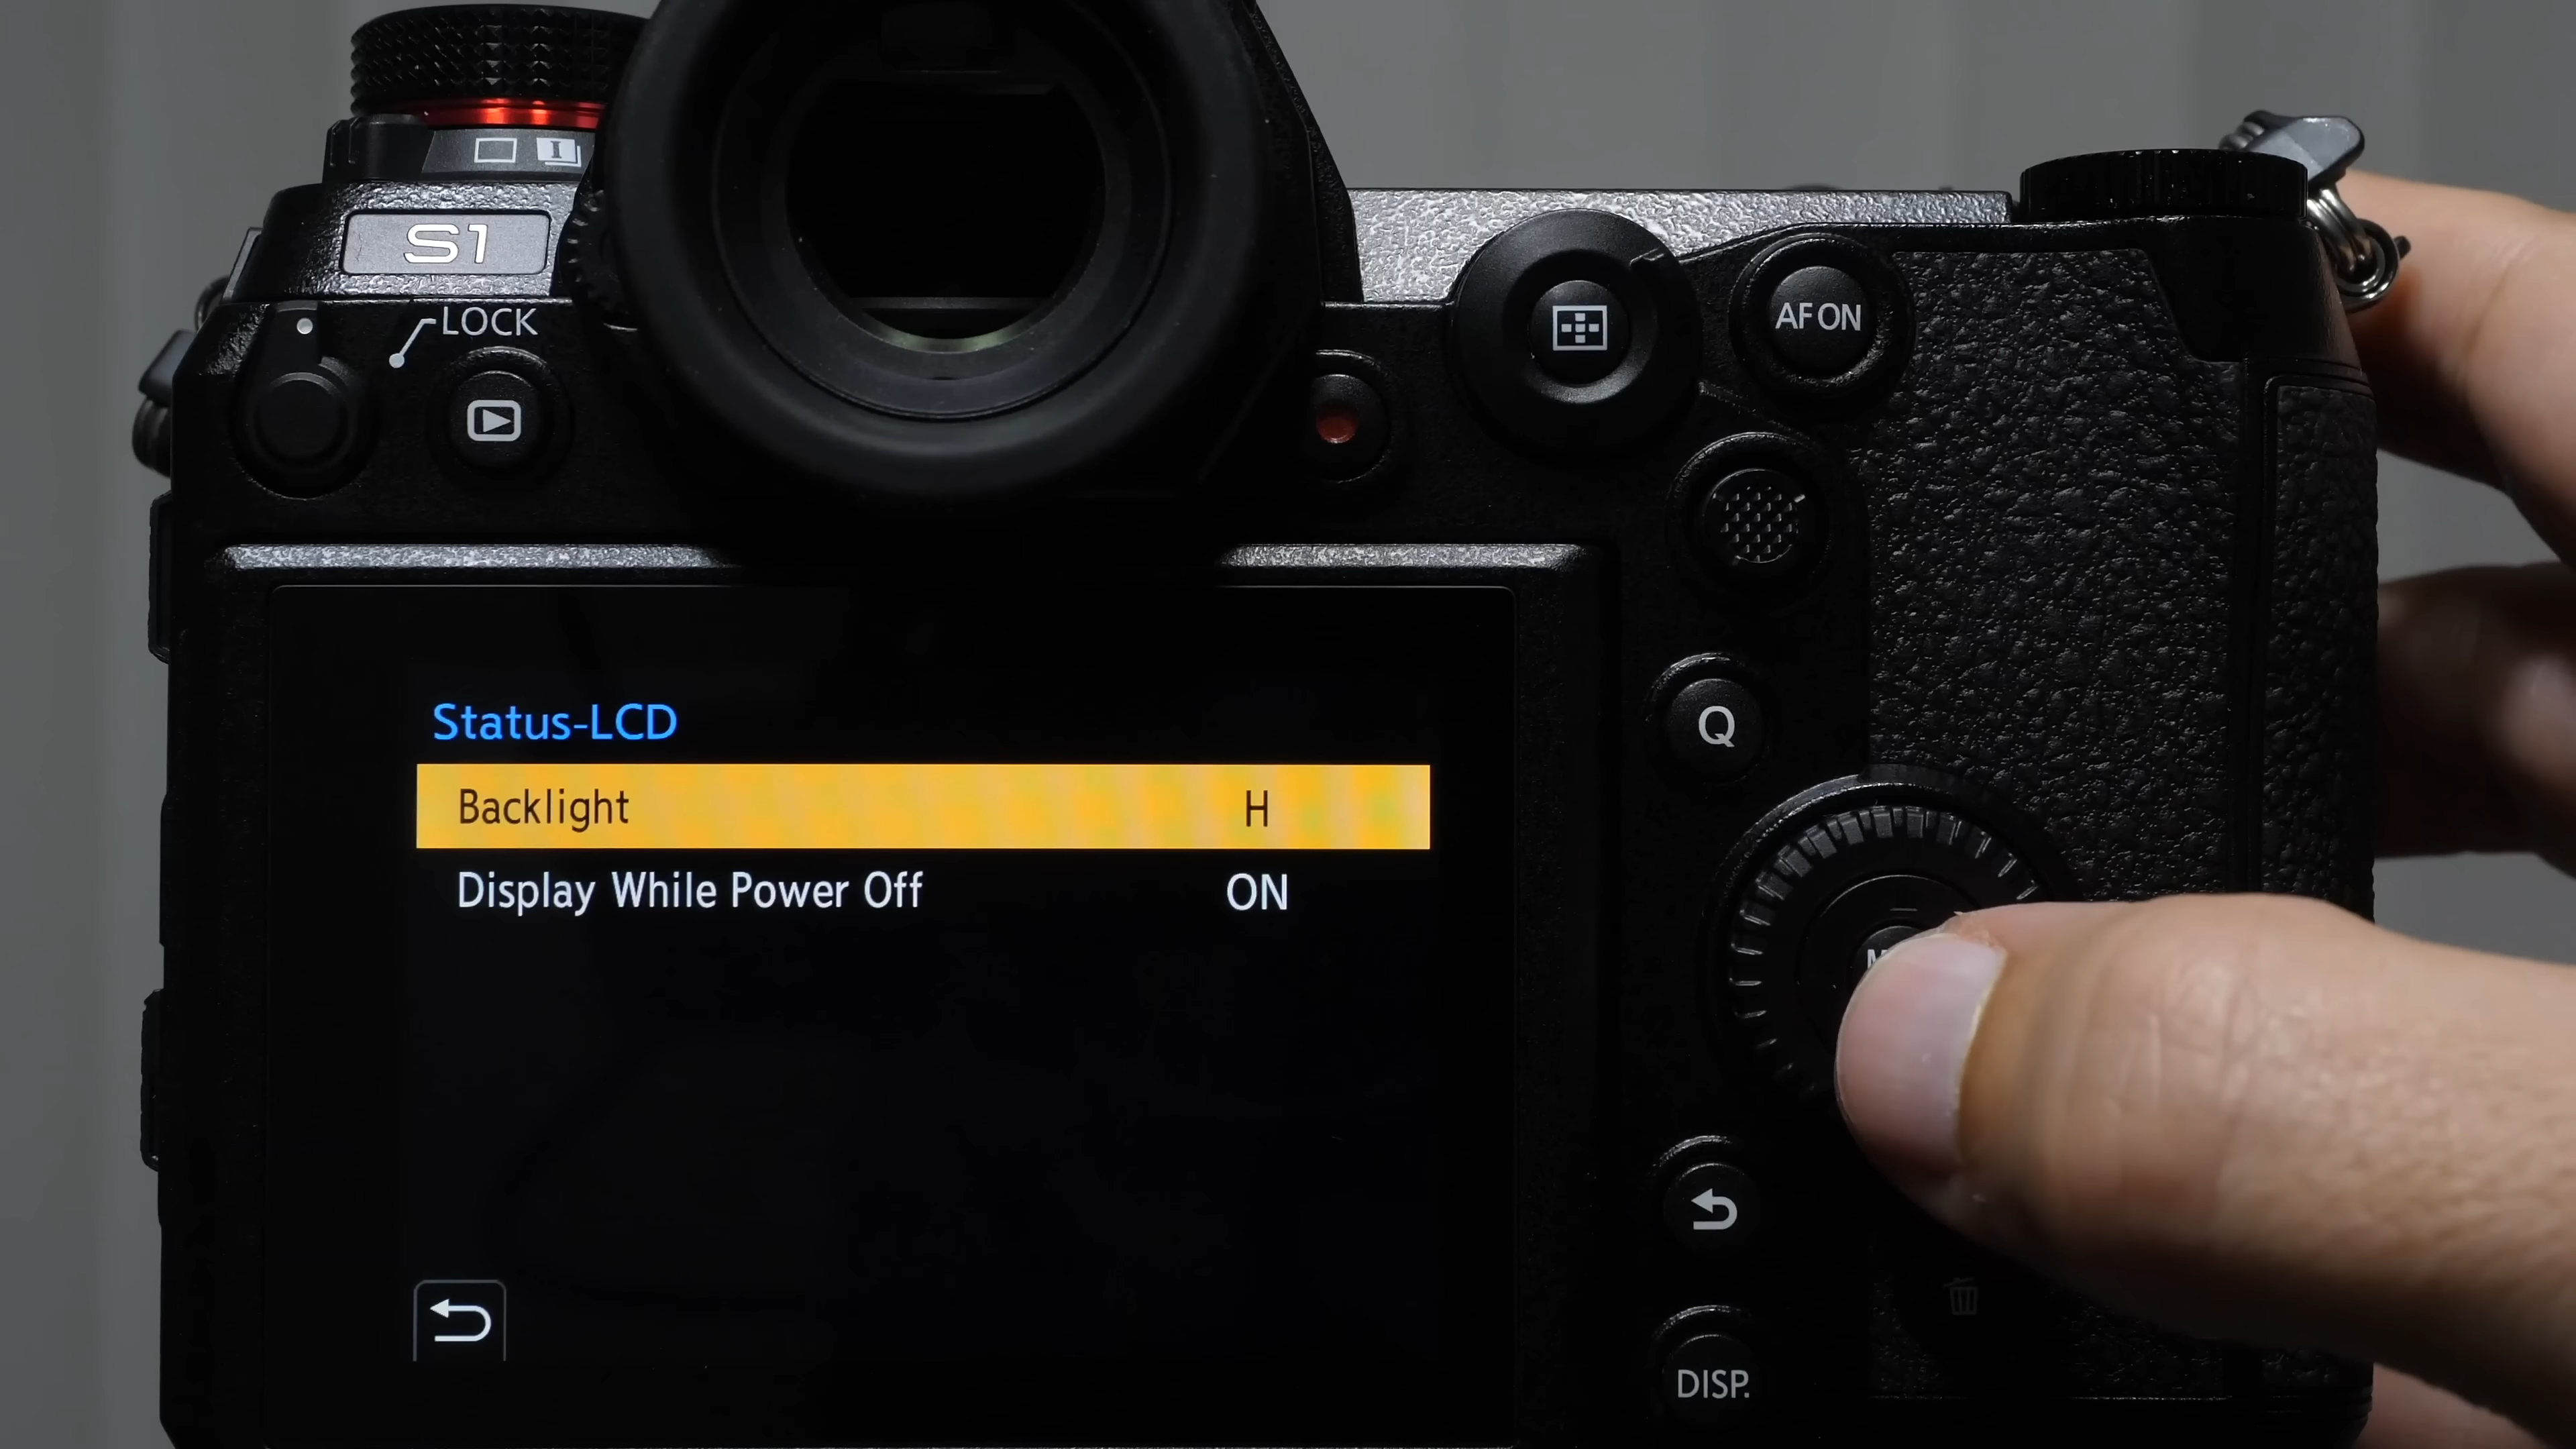 I
S1
LOCK
AF ON
Q
Status-LCD
Backlight H
Display While Power Off ON
DISP.